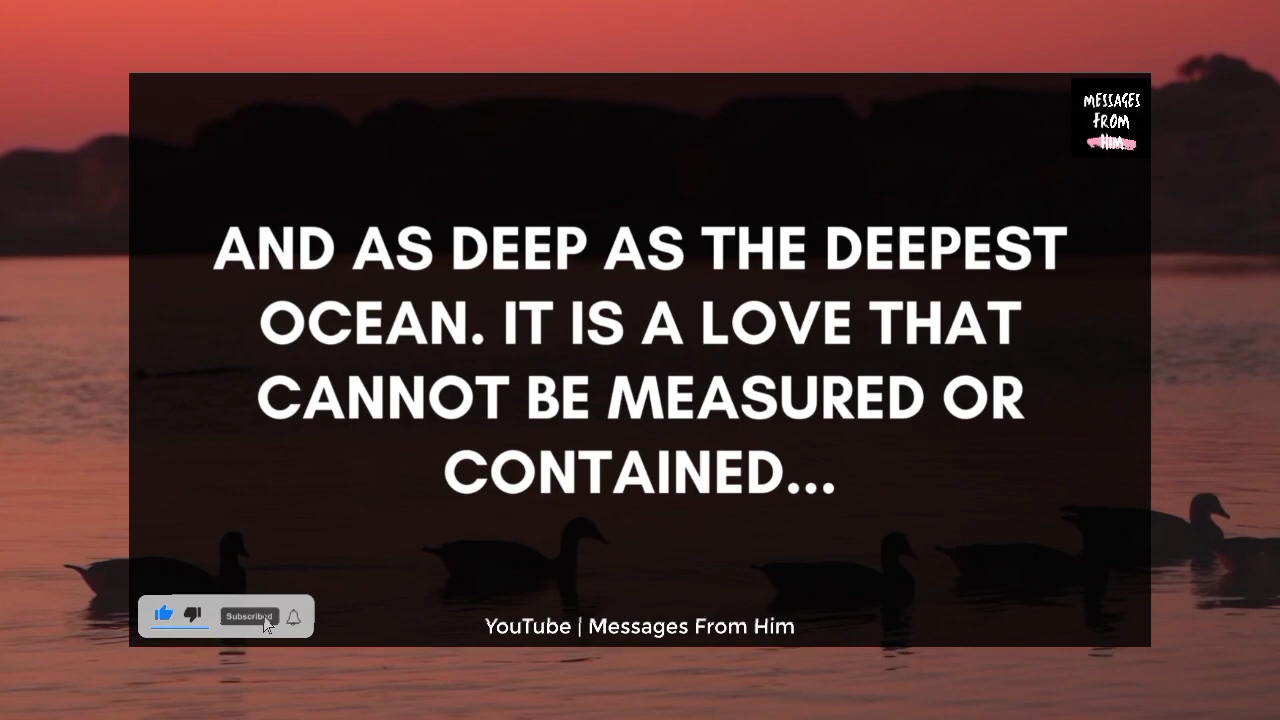 MESSAGES
FROM
HIM
AND AS DEEP AS THE DEEPEST
OCEAN. IT IS A LOVE THAT
CANNOT BE MEASURED OR
CONTAINED...
Subscribed
YouTube | Messages From Him